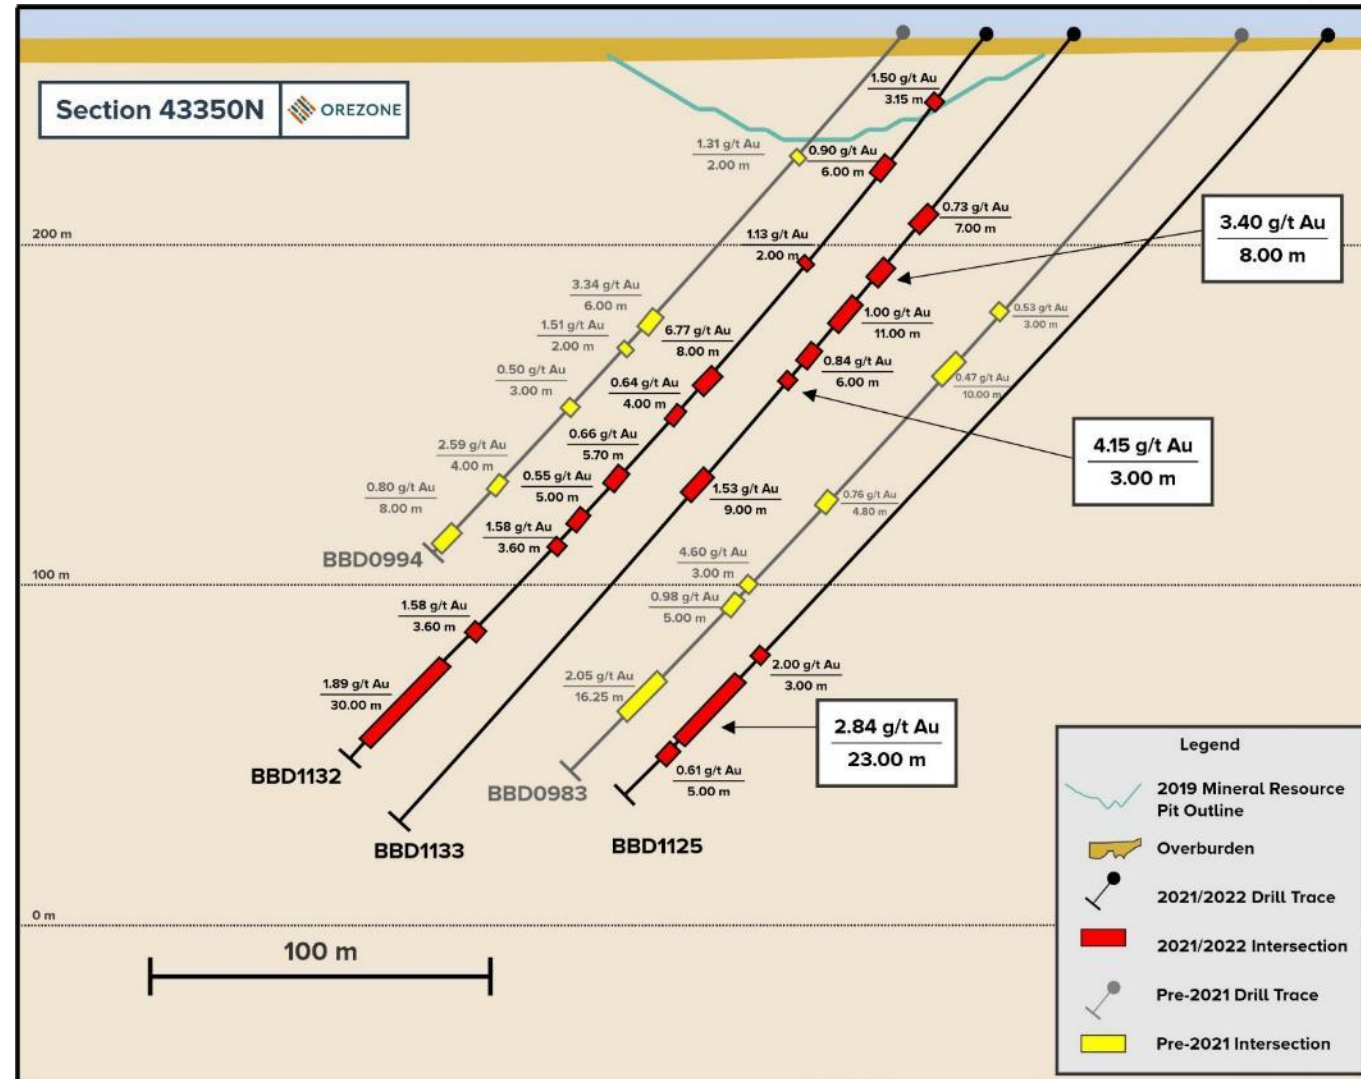 Section 43350N
OREZONE
1.50 g/t Au
3.15 m
1.31 g/t Au
2.00 m
0.90 g/t Au
6.00 m
0.73 g/t Au
7.00 m
3.40 g/t Au
8.00 m
200 m
1.13 g/t Au
2.00 m
3.34 g/t Au
6.00 m
1.51 g/t Au
2.00 m
6.77 g/t Au
8.00 m
1.00 g/t Au
11.00 m
0.53 g/t Au
3.00 m
0.50 g/t Au
3.00 m
0.64 g/t Au
4.00 m
0.84 g/t Au
6.00 m
0.47 g/t Au
10.00 m
4.15 g/t Au
3.00 m
2.59 g/t Au
4.00 m
0.66 g/t Au
5.70 m
0.80 g/t Au
8.00 m
0.55 g/t Au
5.00 m
1.53 g/t Au
9.00 m
0.76 g/t Au
4.80 m
1.58 g/t Au
3.60 m
BBD0994
4.60 g/t Au
3.00 m
100 m
0.98 g/t Au
5.00 m
1.58 g/t Au
3.60 m
2.00 g/t Au
3.00 m
2.05 g/t Au
16.25 m
1.89 g/t Au
30.00 m
2.84 g/t Au
23.00 m
0.61 g/t Au
5.00 m
BBD1132
BBD0983
BBD1133
BBD1125
0 m
100 m
Legend
2019 Mineral Resource
Pit Outline
Overburden
2021/2022 Drill Trace
2021/2022 Intersection
Pre-2021 Drill Trace
Pre-2021 Intersection